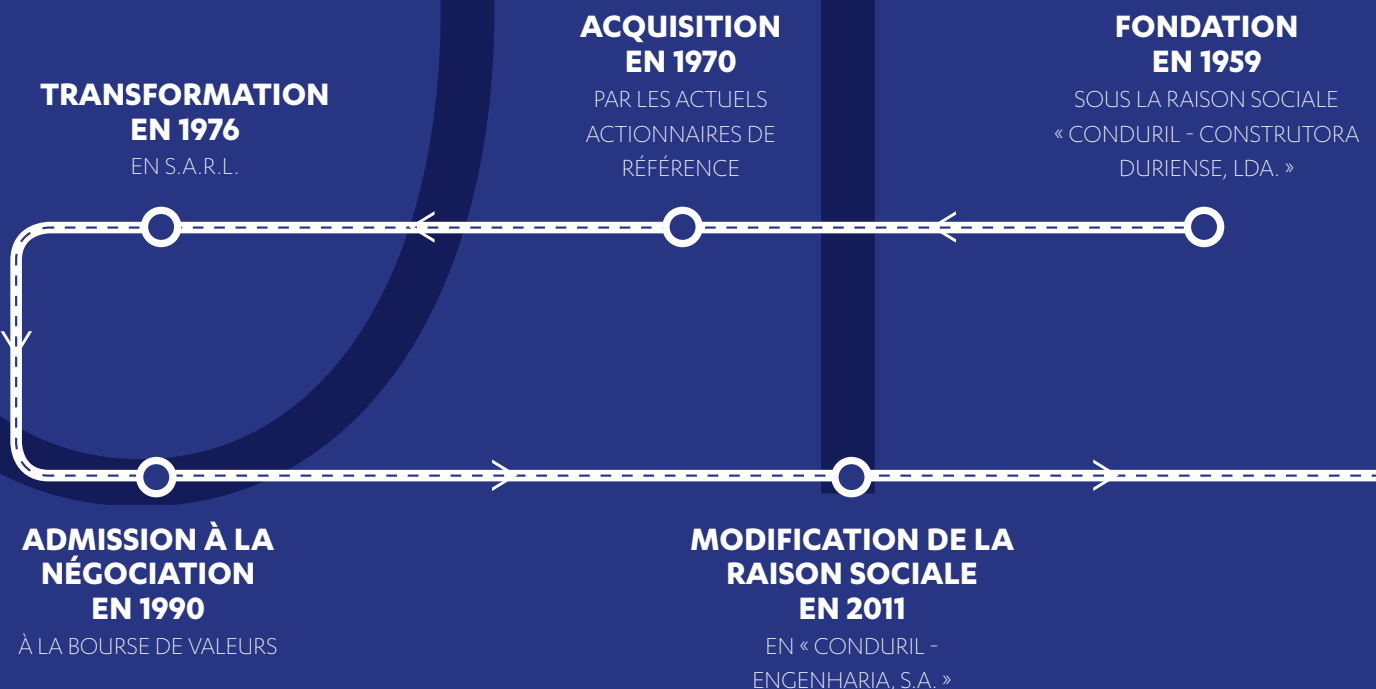 FONDATION
EN 1959
SOUS LA RAISON SOCIALE
« CONDURIL - CONSTRUTORA
DURIENSE, LDA. »
ACQUISITION
EN 1970
PAR LES ACTUELS
ACTIONNAIRES DE
RÉFÉRENCE
TRANSFORMATION
EN 1976
EN S.A.R.L.
ADMISSION À LA
NÉGOCIATION
EN 1990
À LA BOURSE DE VALEURS
MODIFICATION DE LA
RAISON SOCIALE
EN 2011
EN « CONDURIL -
ENGENHARIA, S.A. »